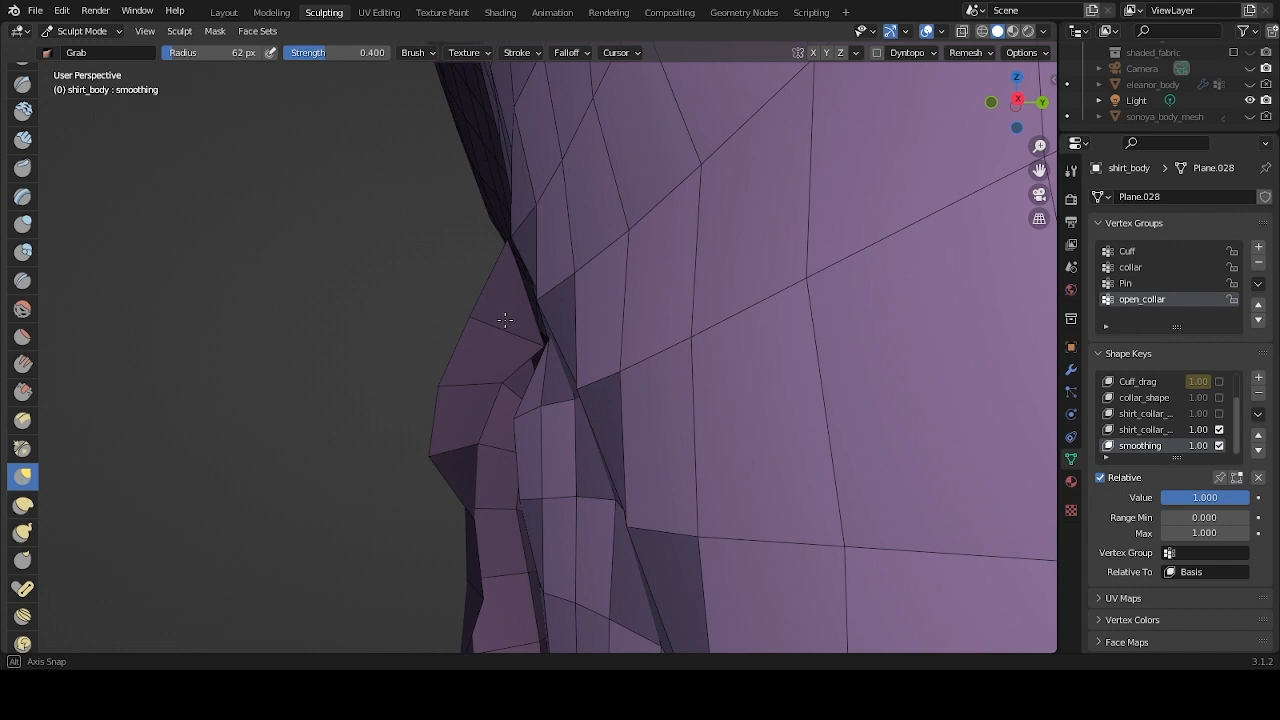 File Edit Render Window Help Layout Modeling Sculpting UV Editing Texture Paint Shading Animation Rendering Compositing Geometry Nodes Scripting + Scene ViewLayer
Sculpt Mode View Sculpt Mask Face Sets
Grab Radius 62 px Strength 0.400 Brush Texture Stroke Falloff Cursor X Y Z Dyntopo Remesh Options
shaded_fabric
User Perspective
(0) shirt_body : smoothing
Camera
eleanor_body
Light
sonoya_body_mesh
Z
X
Y
shirt_body > Plane.028
Plane.028
Vertex Groups
Cuff
collar
Pin
open_collar
Shape Keys
Cuff_drag 1.00
collar_shape 1.00
shirt_collar_... 1.00
shirt_collar_... 1.00
smoothing 1.00
Relative
Value 1.000
Range Min 0.000
Max 1.000
Vertex Group
Relative To Basis
UV Maps
Vertex Colors
Face Maps
Alt Axis Snap 3.1.2